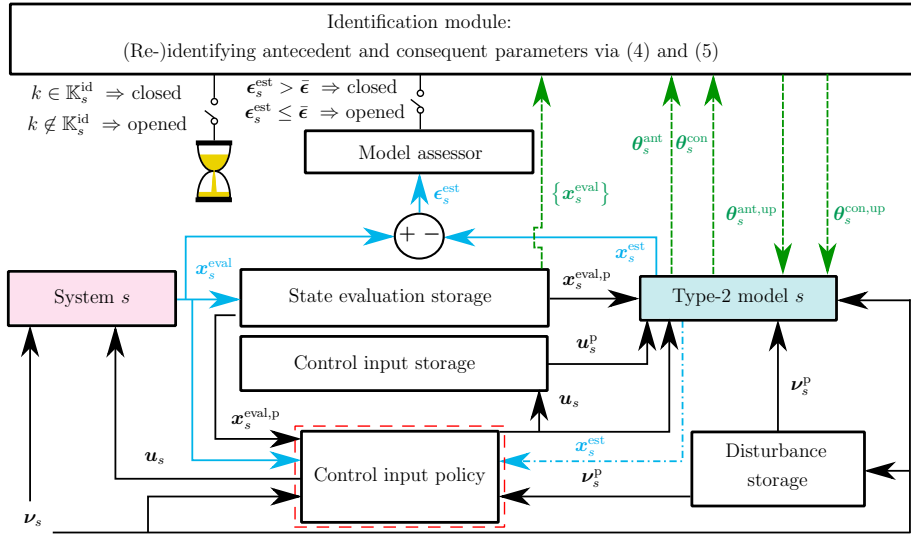 Identification module:
(Re-)identifying antecedent and consequent parameters via (4) and (5)
k ∈ 𝕂_s^id ⇒ closed
k ∉ 𝕂_s^id ⇒ opened
ϵ_s^est > ϵ̄ ⇒ closed
ϵ_s^est ≤ ϵ̄ ⇒ opened
Model assessor
θ_s^ant
θ_s^con
{x_s^eval}
ϵ_s^est
θ_s^ant,up
θ_s^con,up
+ −
x_s^eval
x_s^est
System s
State evaluation storage
x_s^eval,p
Type-2 model s
Control input storage
u_s^p
ν_s^p
x_s^eval,p
u_s
u_s
x_s^est
Control input policy
ν_s^p
Disturbance
storage
ν_s